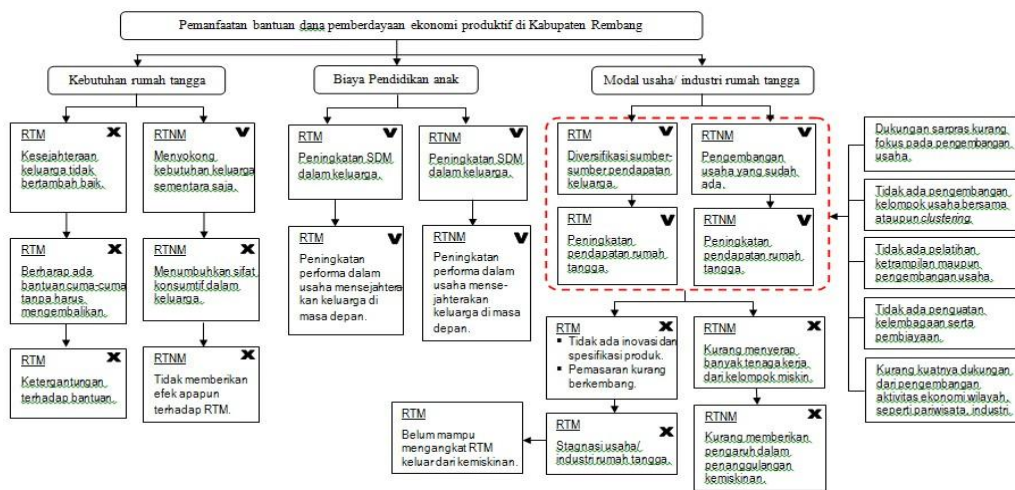 Pemanfaatan bantuan dana pemberdayaan ekonomi produktif di Kabupaten Rembang
Kebutuhan rumah tangga
RTM
Kesejahteraan
keluarga tidak
bertambah baik.
RTNM
Menyokong
kebutuhan keluarga
sementara saja.
RTM
Berharap ada
bantuan cuma-cuma
tanpa harus
mengembalikan.
RTNM
Menumbuhkan sifat
konsumtif dalam
keluarga.
RTM
Ketergantungan
terhadap bantuan.
RTNM
Tidak memberikan
efek apapun
terhadap RTM.
Biaya Pendidikan anak
RTM
Peningkatan SDM
dalam keluarga.
RTNM
Peningkatan SDM
dalam keluarga.
RTM
Peningkatan
performa dalam
usaha mensejahtera
kan keluarga di
masa depan.
RTNM
Peningkatan
performa dalam
usaha mense-
jahterakan
keluarga di masa
depan.
Modal usaha/ industri rumah tangga
RTM
Diversifikasi sumber-
sumber pendapatan
keluarga.
RTNM
Pengembangan
usaha yang sudah
ada.
RTM
Peningkatan
pendapatan rumah
tangga.
RTNM
Peningkatan
pendapatan rumah
tangga.
RTM
▪ Tidak ada inovasi dan
spesifikasi produk.
▪ Pemasaran kurang
berkembang.
RTNM
Kurang menyerap
banyak tenaga kerja
dari kelompok miskin.
RTM
Belum mampu
mengangkat RTM
keluar dari kemiskinan.
RTM
Stagnasi usaha/
industri rumah tangga.
RTNM
Kurang memberikan
pengaruh dalam
penanggulangan
kemiskinan.
Dukungan sarpras kurang
fokus pada pengembangan
usaha.
Tidak ada pengembangan
kelompok usaha bersama
ataupun clustering.
Tidak ada pelatihan
ketrampilan maupun
pengembangan usaha.
Tidak ada penguatan
kelembagaan serta
pembiayaan.
Kurang kuatnya dukungan
dari pengembangan
aktivitas ekonomi wilayah,
seperti pariwisata, industri.